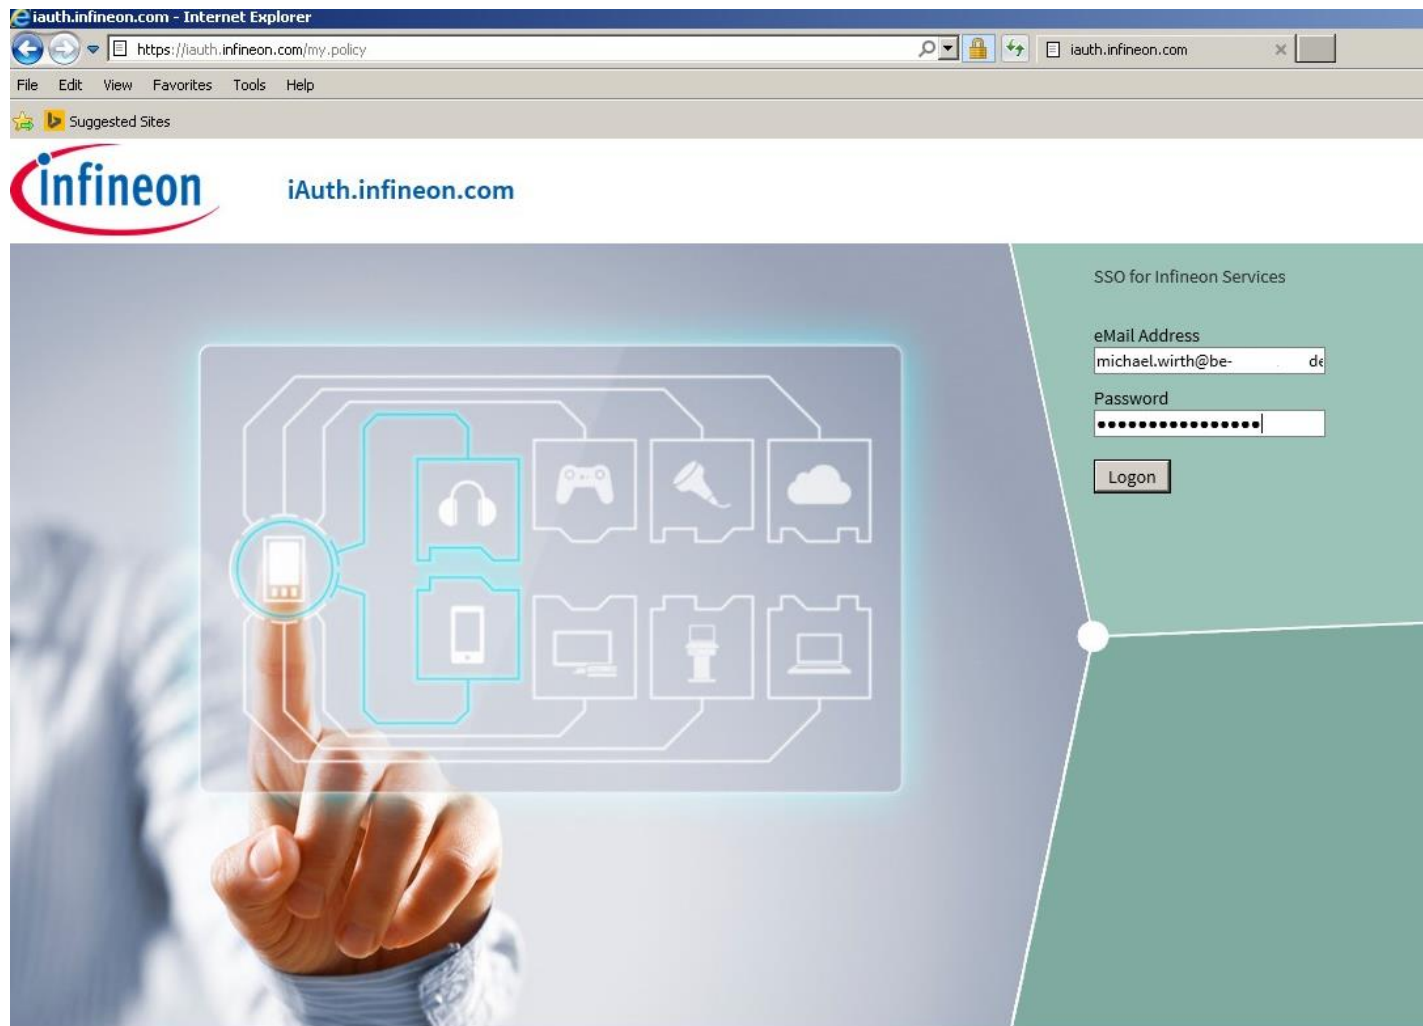 iauth.infineon.com - Internet Explorer
https://iauth.infineon.com/my.policy
iauth.infineon.com
File Edit View Favorites Tools Help
Suggested Sites
infineon
iAuth.infineon.com
SSO for Infineon Services
eMail Address
michael.wirth@be- de
Password
••••••••••••••••
Logon